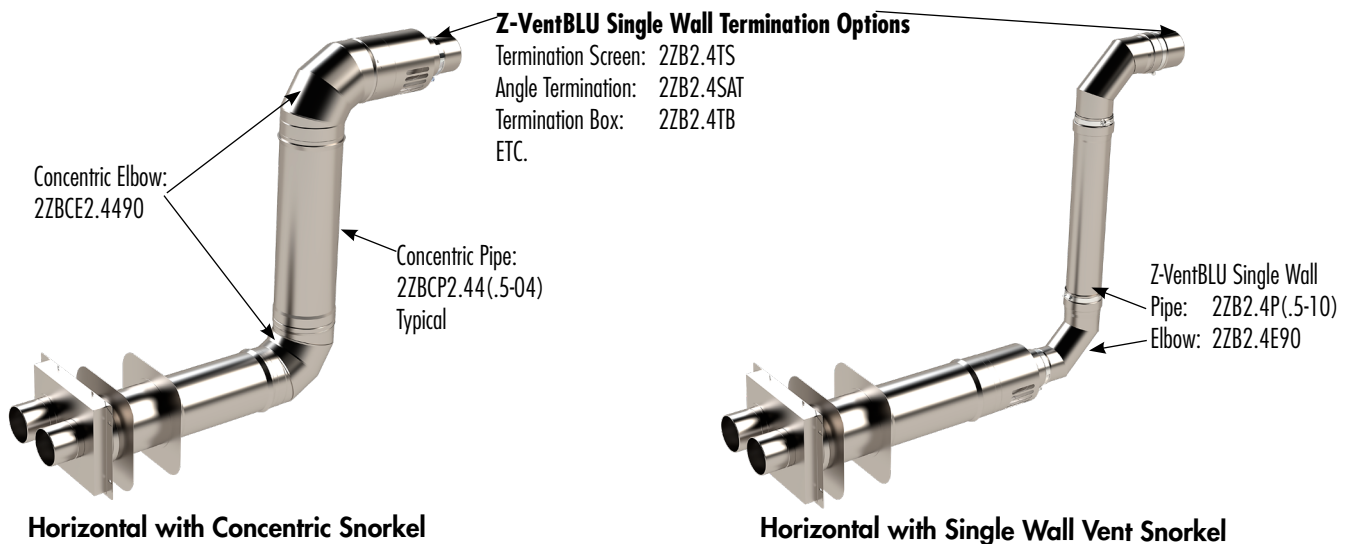 Z-VentBLU Single Wall Termination Options
Termination Screen: 2ZB2.4TS
Angle Termination: 2ZB2.4SAT
Termination Box: 2ZB2.4TB
ETC.
Concentric Elbow:
2ZBCE2.4490
Concentric Pipe:
2ZBCP2.44(.5-04)
Typical
Z-VentBLU Single Wall
Pipe: 2ZB2.4P(.5-10)
Elbow: 2ZB2.4E90
Horizontal with Concentric Snorkel
Horizontal with Single Wall Vent Snorkel